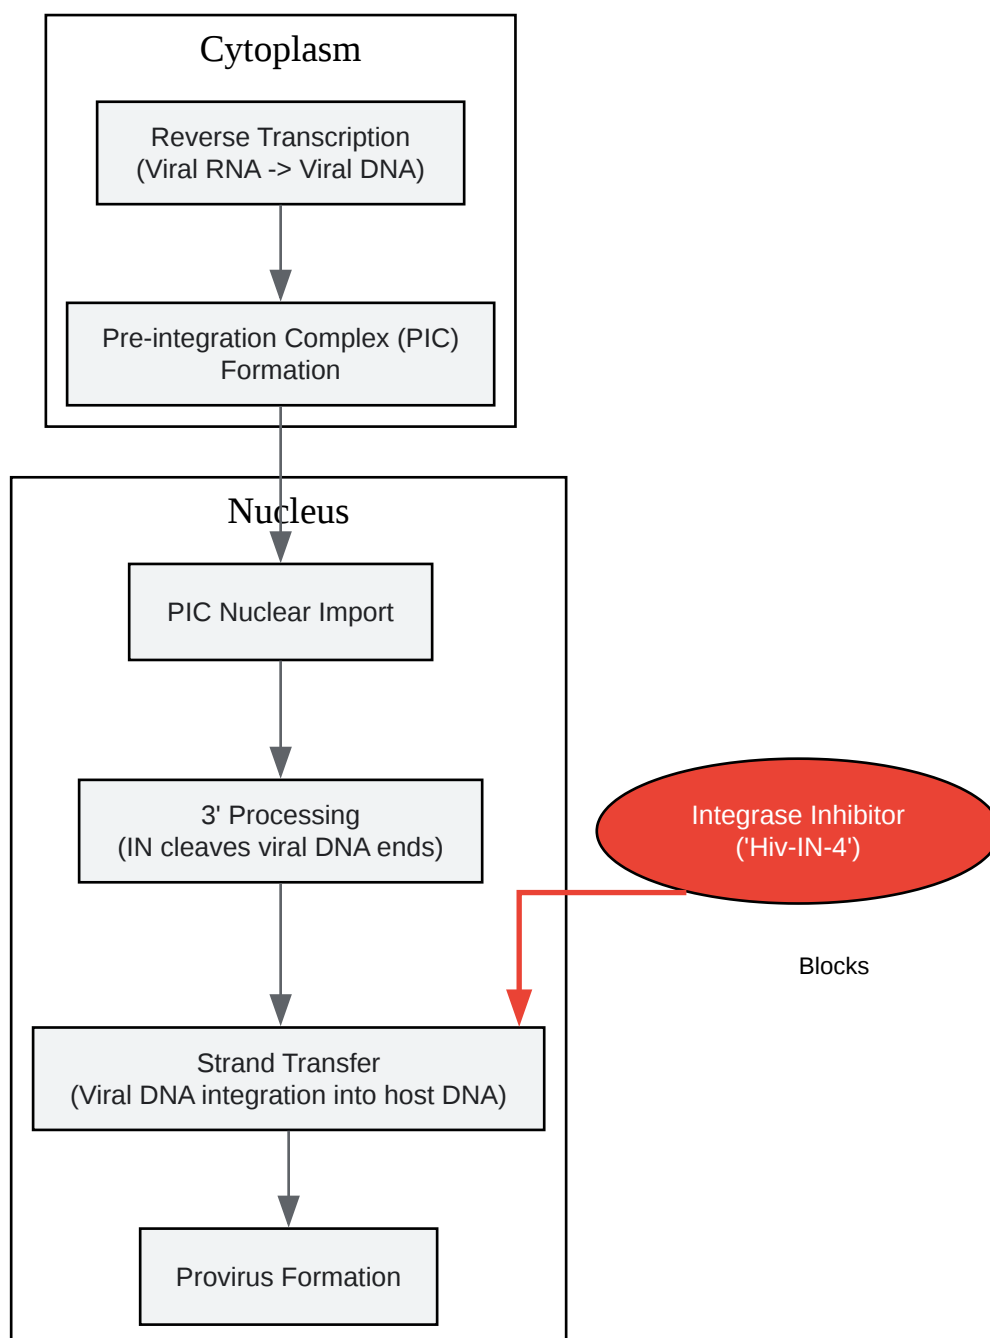 Cytoplasm
Reverse Transcription
(Viral RNA -> Viral DNA)
Pre-integration Complex (PIC)
Formation
Nucleus
PIC Nuclear Import
3' Processing
(IN cleaves viral DNA ends)
Integrase Inhibitor
('Hiv-IN-4')
Blocks
Strand Transfer
(Viral DNA integration into host DNA)
Provirus Formation